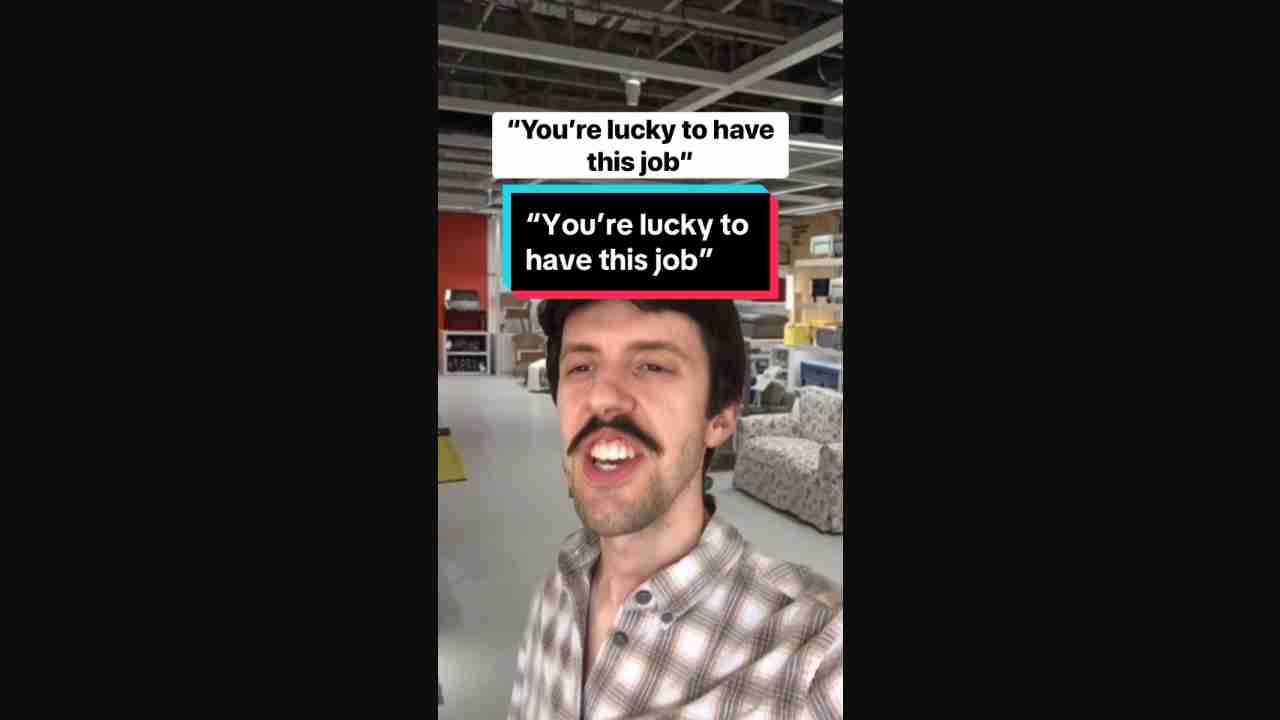 “You’re lucky to have
this job”
“You’re lucky to
have this job”